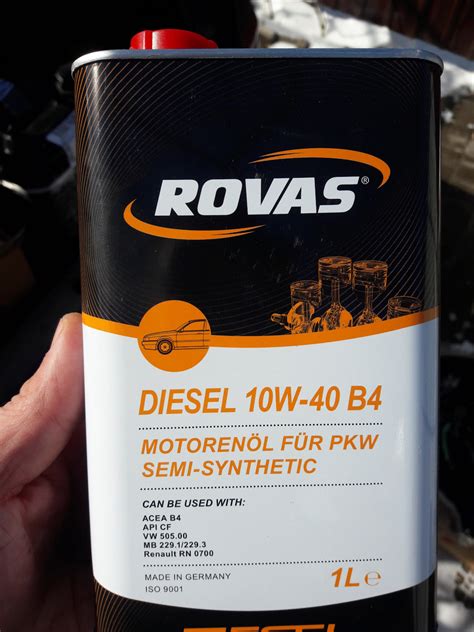 ROVAS®
DIESEL 10W-40 B4
MOTORENÖL FÜR PKW
SEMI-SYNTHETIC
CAN BE USED WITH:
ACEA B4
API CF
VW 505.00
MB 229.1/229.3
Renault RN 0700
MADE IN GERMANY
ISO 9001
1L ℮